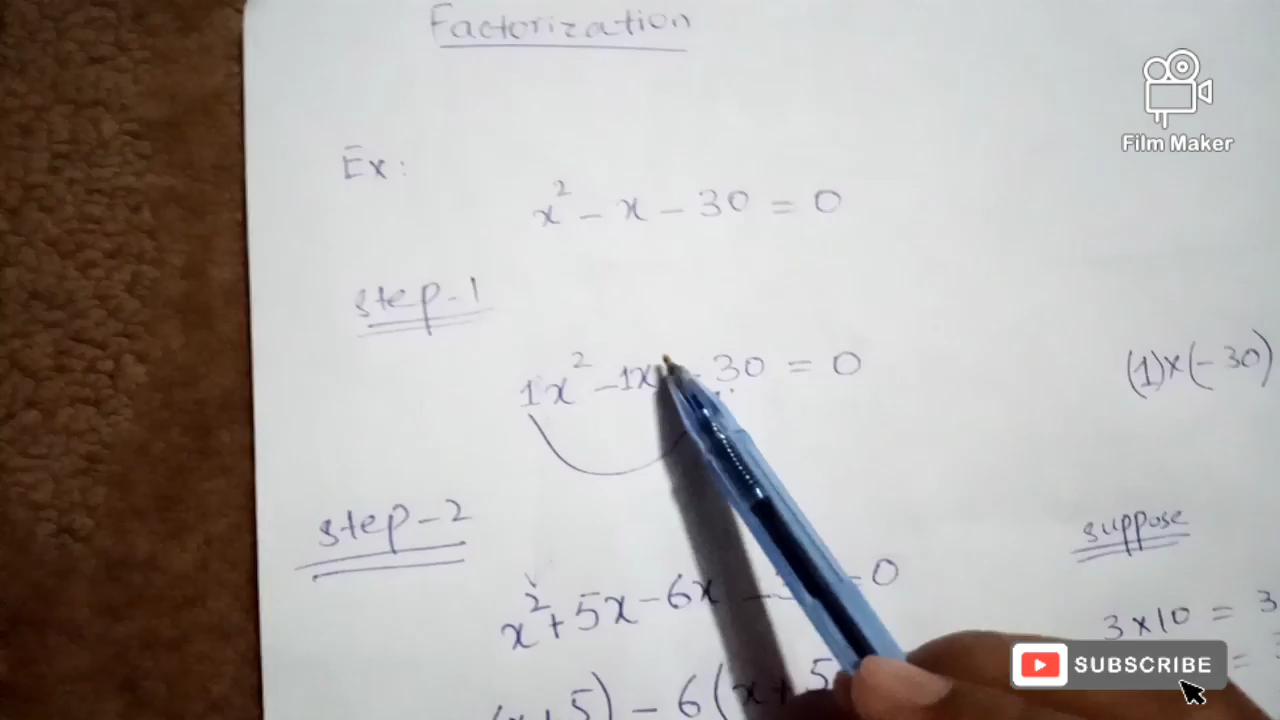 Factorization
Film Maker
Ex:
x² - x - 30 = 0
step-1
1x² - 1x - 30 = 0 (1)x(-30)
step-2
suppose
x² + 5x - 6x - = 0
3 x 10 = 3
SUBSCRIBE =
(x+5) - 6(x+5